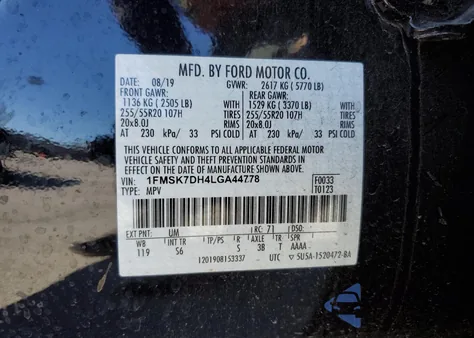 MFD. BY FORD MOTOR CO.
DATE: 08/19 GVWR: 2617 KG ( 5770 LB)
FRONT GAWR: REAR GAWR:
1136 KG ( 2505 LB) WITH 1529 KG ( 3370 LB) WITH
255/55R20 107H TIRES 255/55R20 107H TIRES
20x8.0J RIMS 20x8.0J RIMS
AT 230 kPa/ 33 PSI COLD AT 230 kPa/ 33 PSI COLD
THIS VEHICLE CONFORMS TO ALL APPLICABLE FEDERAL MOTOR
VEHICLE SAFETY AND THEFT PREVENTION STANDARDS IN
EFFECT ON THE DATE OF MANUFACTURE SHOWN ABOVE.
VIN: 1FMSK7DH4LGA44778 F0033
TYPE: MPV T0123
EXT PNT: UM RC: 71 DSO:
WB INT TR TP/PS R AXLE TR SPR
119 S6 S 38 T AAAA
1201908153337 UTC 5USA-1520472-BA